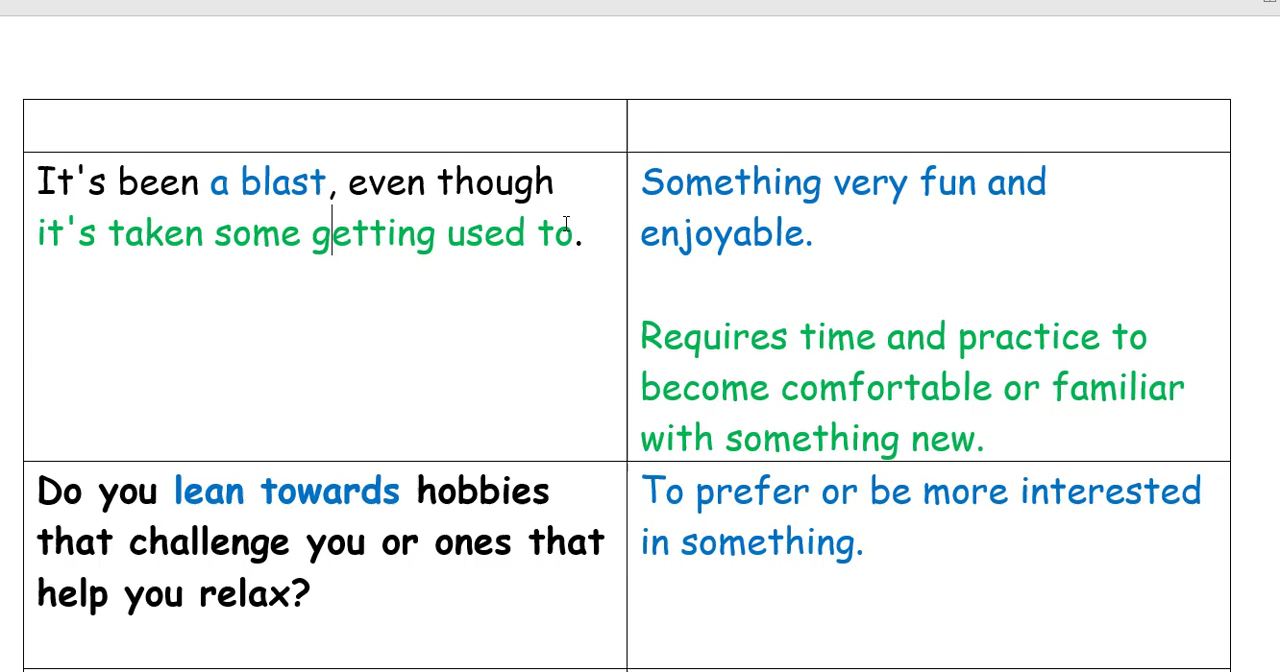 It's been a blast, even though
it's taken some getting used to.
Something very fun and
enjoyable.
Requires time and practice to
become comfortable or familiar
with something new.
Do you lean towards hobbies
that challenge you or ones that
help you relax?
To prefer or be more interested
in something.